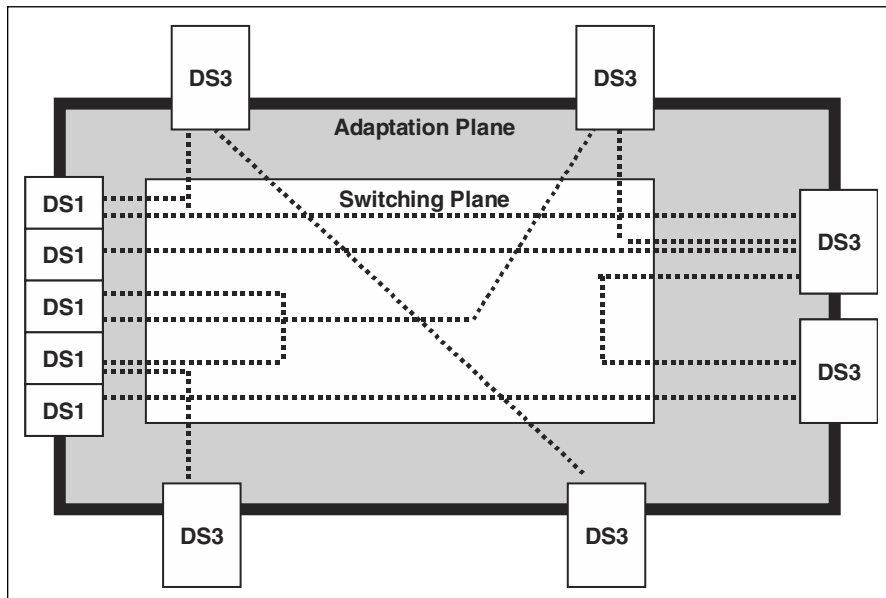 DS3
DS3
Adaptation Plane
Switching Plane
DS1
DS1
DS1
DS1
DS1
DS3
DS3
DS3
DS3